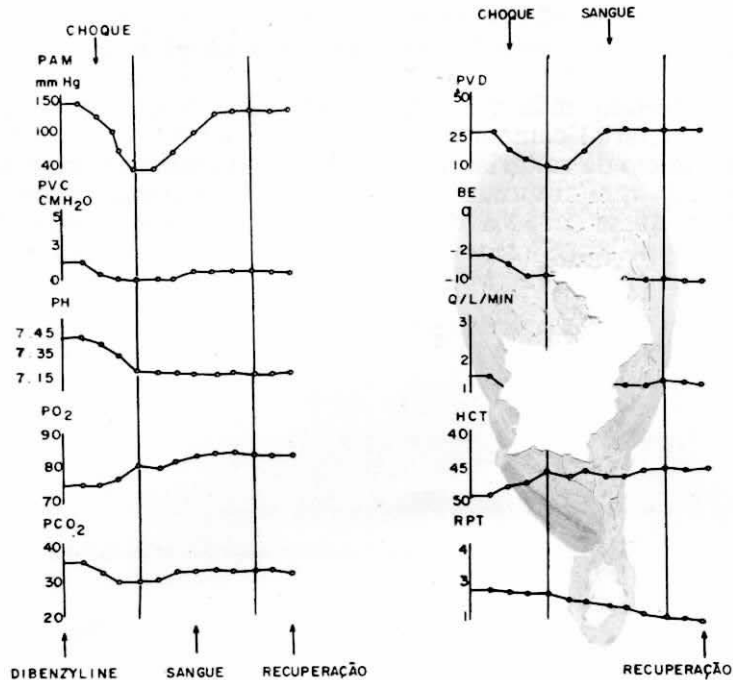 CHOQUE
PAM
mm Hg
150
100
40
PVC
CMH₂O
5
3
0
PH
7.45
7.35
7.15
PO₂
90
80
70
PCO₂
40
30
20
DIBENZYLINE
SANGUE
RECUPERAÇÃO
CHOQUE
SANGUE
PVD
50
25
10
BE
0
-2
-10
Q/L/MIN
3
2
1
HCT
40
45
50
RPT
4
3
1
RECUPERAÇÃO